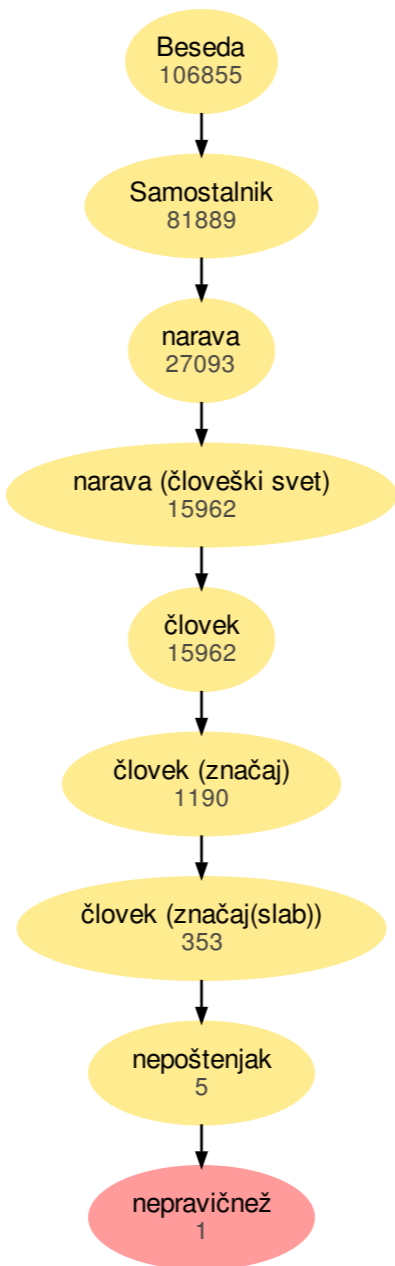 Beseda
106855
Samostalnik
81889
narava
27093
narava (človeški svet)
15962
človek
15962
človek (značaj)
1190
človek (značaj(slab))
353
nepoštenjak
5
nepravičnež
1